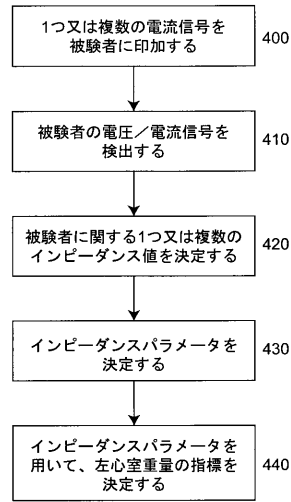 1つ又は複数の電流信号を
被験者に印加する
400
被験者の電圧／電流信号を
検出する
410
被験者に関する1つ又は複数の
インピーダンス値を決定する
420
インピーダンスパラメータを
決定する
430
インピーダンスパラメータを
用いて、左心室重量の指標を
決定する
440